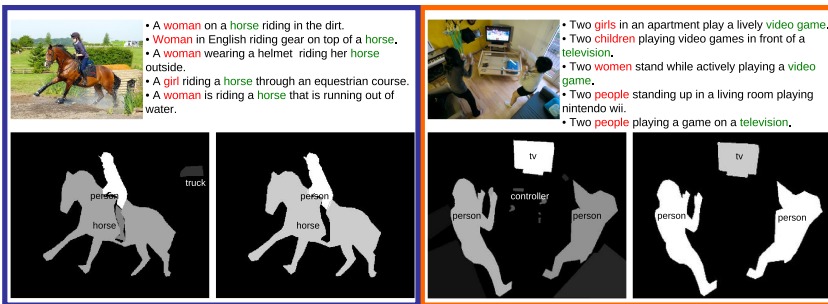 • A woman on a horse riding in the dirt.
• Woman in English riding gear on top of a horse.
• A woman wearing a helmet  riding her horse
outside.
• A girl riding a horse through an equestrian course.
• A woman is riding a horse that is running out of
water.
truck
person
horse
person
horse
• Two girls in an apartment play a lively video game.
• Two children playing video games in front of a
television.
• Two women stand while actively playing a video
game.
• Two people standing up in a living room playing
nintendo wii.
• Two people playing a game on a television.
tv
controller
person
person
tv
person
person